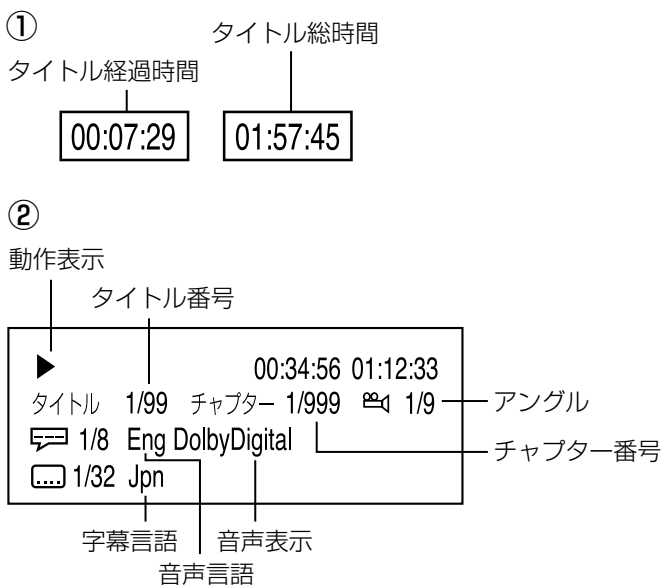 ①
タイトル総時間
タイトル経過時間
00:07:29 01:57:45
②
動作表示
タイトル番号
00:34:56 01:12:33
タイトル 1/99 チャプター 1/999 1/9
アングル
1/8 Eng DolbyDigital
チャプター番号
1/32 Jpn
字幕言語 音声表示
音声言語